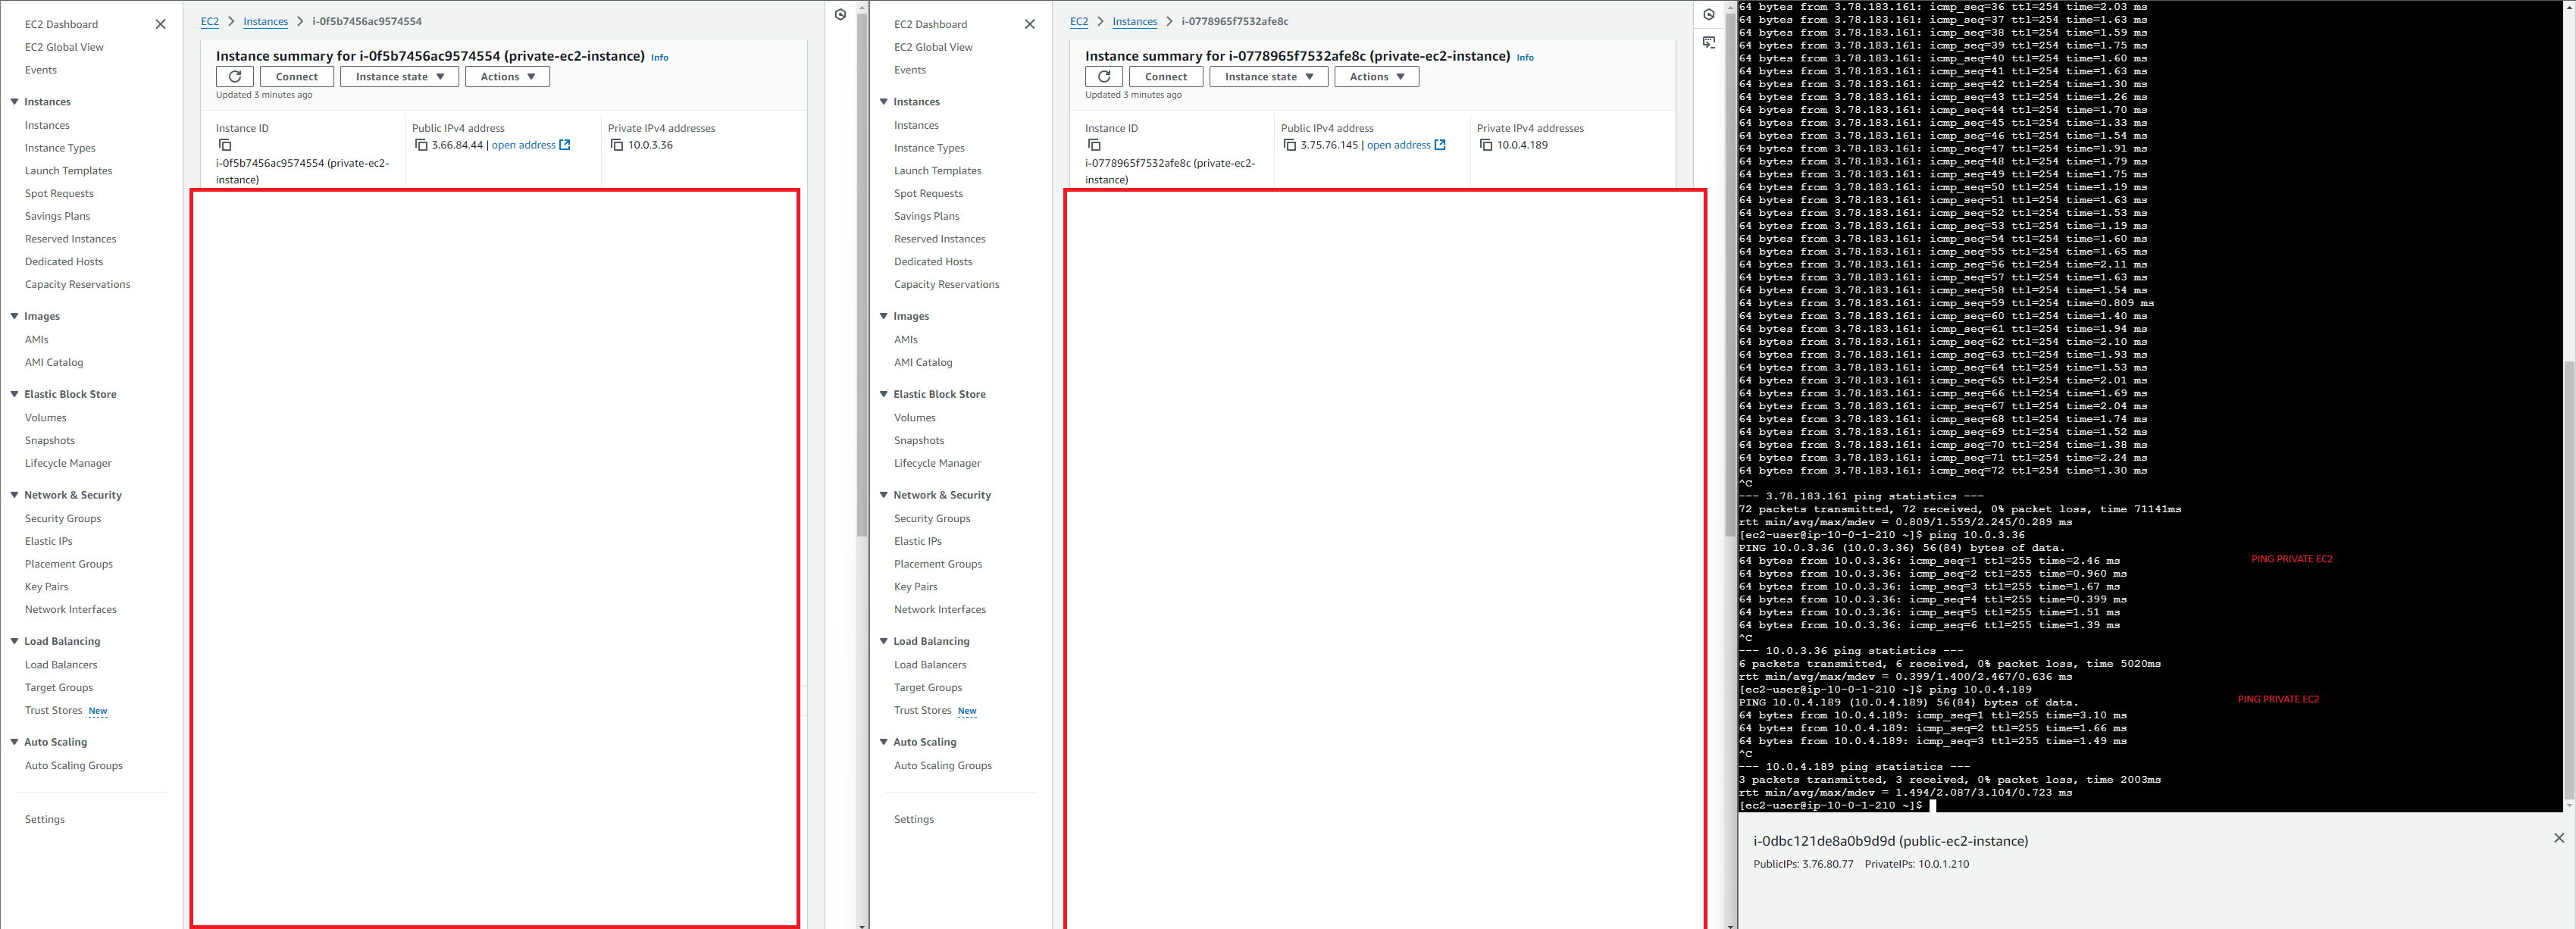 EC2 Dashboard
EC2 Global View
Events
Instances
Instances
Instance Types
Launch Templates
Spot Requests
Savings Plans
Reserved Instances
Dedicated Hosts
Capacity Reservations
Images
AMIs
AMI Catalog
Elastic Block Store
Volumes
Snapshots
Lifecycle Manager
Network & Security
Security Groups
Elastic IPs
Placement Groups
Key Pairs
Network Interfaces
Load Balancing
Load Balancers
Target Groups
Trust Stores New
Auto Scaling
Auto Scaling Groups
Settings
EC2 > Instances > i-0f5b7456ac9574554
Instance summary for i-0f5b7456ac9574554 (private-ec2-instance) Info
Connect Instance state Actions
Updated 3 minutes ago
Instance ID
i-0f5b7456ac9574554 (private-ec2-
instance)
Public IPv4 address
3.66.84.44 | open address
Private IPv4 addresses
10.0.3.36
EC2 Dashboard
EC2 Global View
Events
Instances
Instances
Instance Types
Launch Templates
Spot Requests
Savings Plans
Reserved Instances
Dedicated Hosts
Capacity Reservations
Images
AMIs
AMI Catalog
Elastic Block Store
Volumes
Snapshots
Lifecycle Manager
Network & Security
Security Groups
Elastic IPs
Placement Groups
Key Pairs
Network Interfaces
Load Balancing
Load Balancers
Target Groups
Trust Stores New
Auto Scaling
Auto Scaling Groups
Settings
EC2 > Instances > i-0778965f7532afe8c
Instance summary for i-0778965f7532afe8c (private-ec2-instance) Info
Connect Instance state Actions
Updated 3 minutes ago
Instance ID
i-0778965f7532afe8c (private-ec2-
instance)
Public IPv4 address
3.75.76.145 | open address
Private IPv4 addresses
10.0.4.189
64 bytes from 3.78.183.161: icmp_seq=36 ttl=254 time=2.03 ms
64 bytes from 3.78.183.161: icmp_seq=37 ttl=254 time=1.63 ms
64 bytes from 3.78.183.161: icmp_seq=38 ttl=254 time=1.59 ms
64 bytes from 3.78.183.161: icmp_seq=39 ttl=254 time=1.75 ms
64 bytes from 3.78.183.161: icmp_seq=40 ttl=254 time=1.60 ms
64 bytes from 3.78.183.161: icmp_seq=41 ttl=254 time=1.63 ms
64 bytes from 3.78.183.161: icmp_seq=42 ttl=254 time=1.30 ms
64 bytes from 3.78.183.161: icmp_seq=43 ttl=254 time=1.26 ms
64 bytes from 3.78.183.161: icmp_seq=44 ttl=254 time=1.70 ms
64 bytes from 3.78.183.161: icmp_seq=45 ttl=254 time=1.33 ms
64 bytes from 3.78.183.161: icmp_seq=46 ttl=254 time=1.54 ms
64 bytes from 3.78.183.161: icmp_seq=47 ttl=254 time=1.91 ms
64 bytes from 3.78.183.161: icmp_seq=48 ttl=254 time=1.79 ms
64 bytes from 3.78.183.161: icmp_seq=49 ttl=254 time=1.75 ms
64 bytes from 3.78.183.161: icmp_seq=50 ttl=254 time=1.19 ms
64 bytes from 3.78.183.161: icmp_seq=51 ttl=254 time=1.63 ms
64 bytes from 3.78.183.161: icmp_seq=52 ttl=254 time=1.53 ms
64 bytes from 3.78.183.161: icmp_seq=53 ttl=254 time=1.19 ms
64 bytes from 3.78.183.161: icmp_seq=54 ttl=254 time=1.60 ms
64 bytes from 3.78.183.161: icmp_seq=55 ttl=254 time=1.65 ms
64 bytes from 3.78.183.161: icmp_seq=56 ttl=254 time=2.11 ms
64 bytes from 3.78.183.161: icmp_seq=57 ttl=254 time=1.63 ms
64 bytes from 3.78.183.161: icmp_seq=58 ttl=254 time=1.54 ms
64 bytes from 3.78.183.161: icmp_seq=59 ttl=254 time=0.809 ms
64 bytes from 3.78.183.161: icmp_seq=60 ttl=254 time=1.40 ms
64 bytes from 3.78.183.161: icmp_seq=61 ttl=254 time=1.94 ms
64 bytes from 3.78.183.161: icmp_seq=62 ttl=254 time=2.10 ms
64 bytes from 3.78.183.161: icmp_seq=63 ttl=254 time=1.93 ms
64 bytes from 3.78.183.161: icmp_seq=64 ttl=254 time=1.53 ms
64 bytes from 3.78.183.161: icmp_seq=65 ttl=254 time=2.01 ms
64 bytes from 3.78.183.161: icmp_seq=66 ttl=254 time=1.69 ms
64 bytes from 3.78.183.161: icmp_seq=67 ttl=254 time=2.04 ms
64 bytes from 3.78.183.161: icmp_seq=68 ttl=254 time=1.74 ms
64 bytes from 3.78.183.161: icmp_seq=69 ttl=254 time=1.52 ms
64 bytes from 3.78.183.161: icmp_seq=70 ttl=254 time=1.38 ms
64 bytes from 3.78.183.161: icmp_seq=71 ttl=254 time=2.24 ms
64 bytes from 3.78.183.161: icmp_seq=72 ttl=254 time=1.30 ms
^C
--- 3.78.183.161 ping statistics ---
72 packets transmitted, 72 received, 0% packet loss, time 71141ms
rtt min/avg/max/mdev = 0.809/1.559/2.245/0.289 ms
[ec2-user@ip-10-0-1-210 ~]$ ping 10.0.3.36
PING 10.0.3.36 (10.0.3.36) 56(84) bytes of data.
64 bytes from 10.0.3.36: icmp_seq=1 ttl=255 time=2.46 ms
PING PRIVATE EC2
64 bytes from 10.0.3.36: icmp_seq=2 ttl=255 time=0.960 ms
64 bytes from 10.0.3.36: icmp_seq=3 ttl=255 time=1.67 ms
64 bytes from 10.0.3.36: icmp_seq=4 ttl=255 time=0.399 ms
64 bytes from 10.0.3.36: icmp_seq=5 ttl=255 time=1.51 ms
64 bytes from 10.0.3.36: icmp_seq=6 ttl=255 time=1.39 ms
^C
--- 10.0.3.36 ping statistics ---
6 packets transmitted, 6 received, 0% packet loss, time 5020ms
rtt min/avg/max/mdev = 0.399/1.400/2.467/0.636 ms
[ec2-user@ip-10-0-1-210 ~]$ ping 10.0.4.189
PING 10.0.4.189 (10.0.4.189) 56(84) bytes of data.
PING PRIVATE EC2
64 bytes from 10.0.4.189: icmp_seq=1 ttl=255 time=3.10 ms
64 bytes from 10.0.4.189: icmp_seq=2 ttl=255 time=1.66 ms
64 bytes from 10.0.4.189: icmp_seq=3 ttl=255 time=1.49 ms
^C
--- 10.0.4.189 ping statistics ---
3 packets transmitted, 3 received, 0% packet loss, time 2003ms
rtt min/avg/max/mdev = 1.494/2.087/3.104/0.723 ms
[ec2-user@ip-10-0-1-210 ~]$
i-0dbc121de8a0b9d9d (public-ec2-instance)
PublicIPs: 3.76.80.77 PrivateIPs: 10.0.1.210